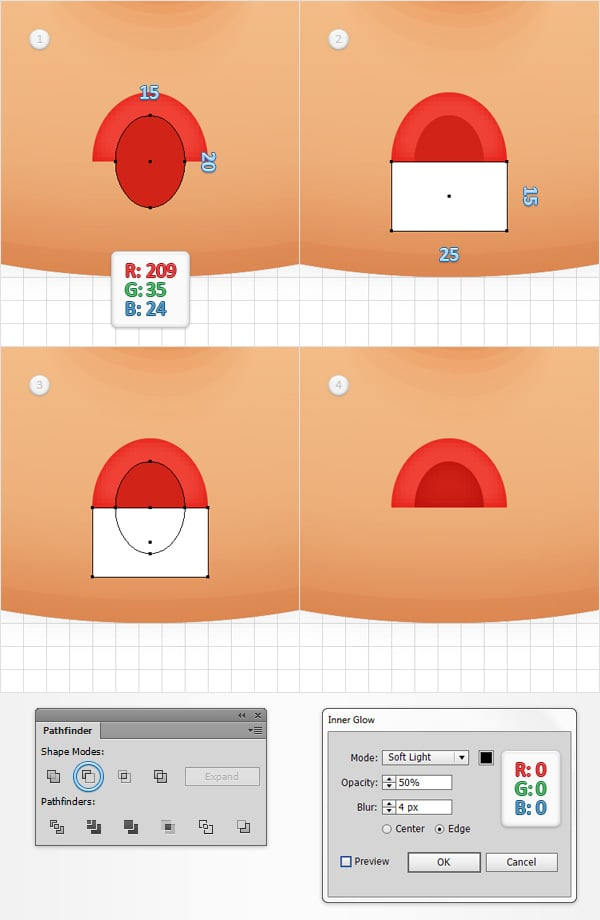 1
15
20
R: 209
G: 35
B: 24
2
15
25
3
4
Pathfinder
Shape Modes:
Expand
Pathfinders:
Inner Glow
Mode: Soft Light
Opacity: 50%
Blur: 4 px
Center Edge
Preview OK Cancel
R: 0
G: 0
B: 0